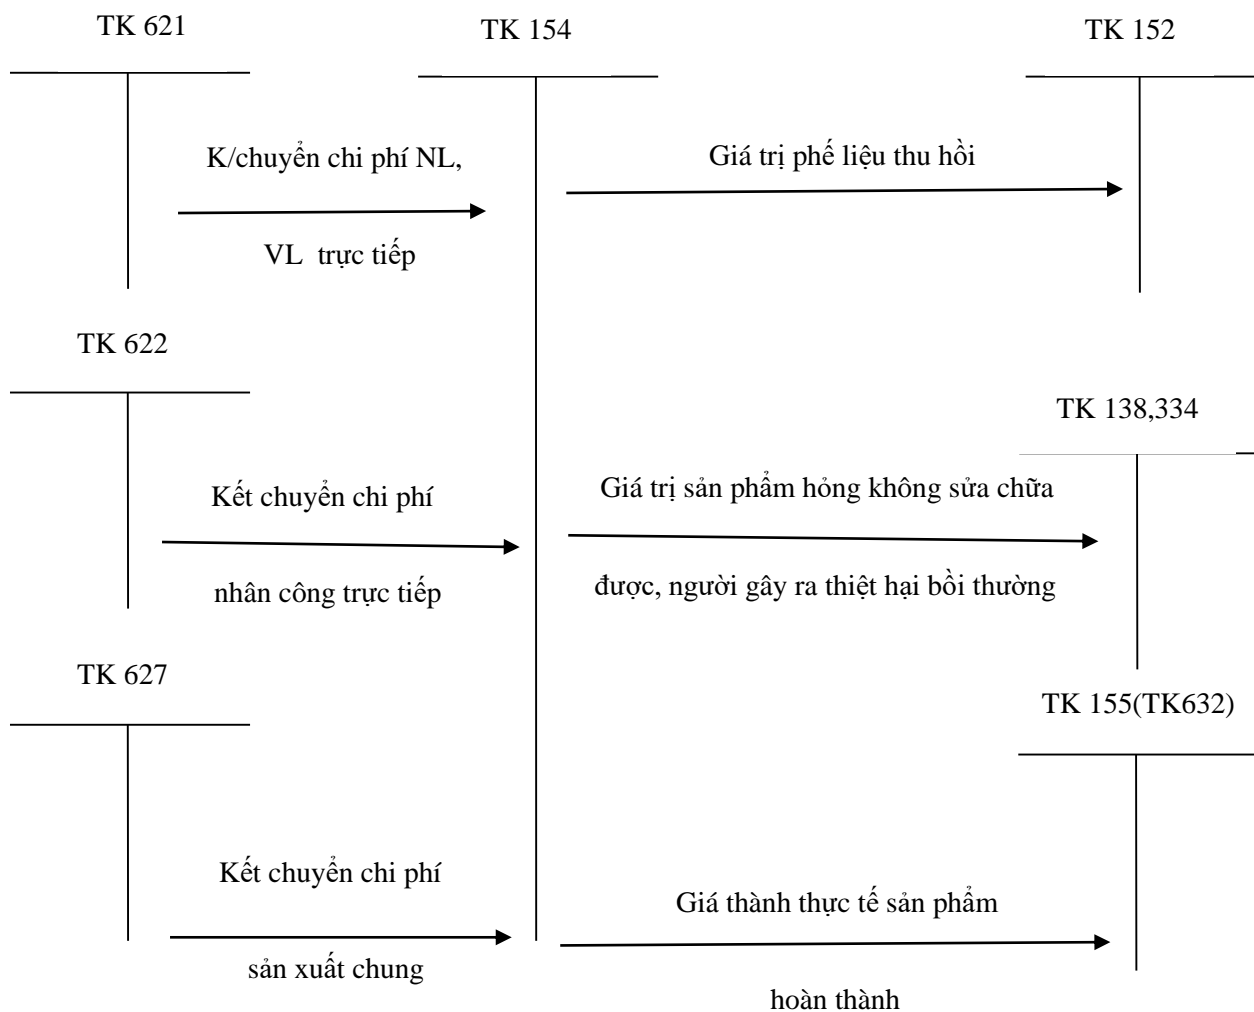 TK 621
TK 154
TK 152
K/chuyển chi phí NL,
VL trực tiếp
Giá trị phế liệu thu hồi
TK 622
TK 138,334
Kết chuyển chi phí
nhân công trực tiếp
Giá trị sản phẩm hỏng không sửa chữa
được, người gây ra thiệt hại bồi thường
TK 627
TK 155(TK632)
Kết chuyển chi phí
sản xuất chung
Giá thành thực tế sản phẩm
hoàn thành